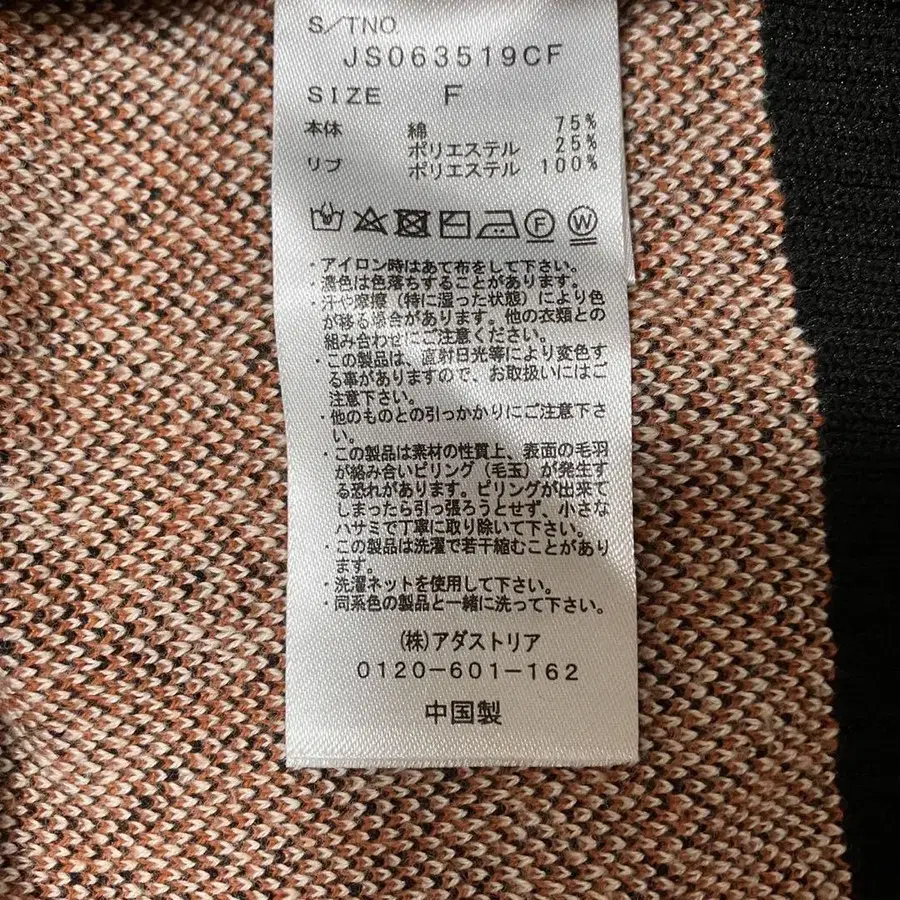 S/TNO.
JS063519CF
SIZE F
本体 綿 75%
ポリエステル 25%
リブ ポリエステル 100%
F W
・アイロン時はあて布をして下さい。
・濃色は色落ちすることがあります。
・汗や摩擦(特に湿った状態)により色
が移る場合があります。他の衣類との
組み合わせにご注意ください。
・この製品は、直射日光等により変色す
る事がありますので、お取扱いにはご
注意下さい。
・他のものとの引っかかりにご注意下さ
い。
・この製品は素材の性質上、表面の毛羽
が絡み合いピリング(毛玉)が発生す
る恐れがあります。ピリングが出来て
しまったら引っ張ろうとせず、小さな
ハサミで丁寧に取り除いて下さい。
・この製品は洗濯で若干縮むことがあり
ます。
・洗濯ネットを使用して下さい。
・同系色の製品と一緒に洗って下さい。
(株)アダストリア
0120-601-162
中国製